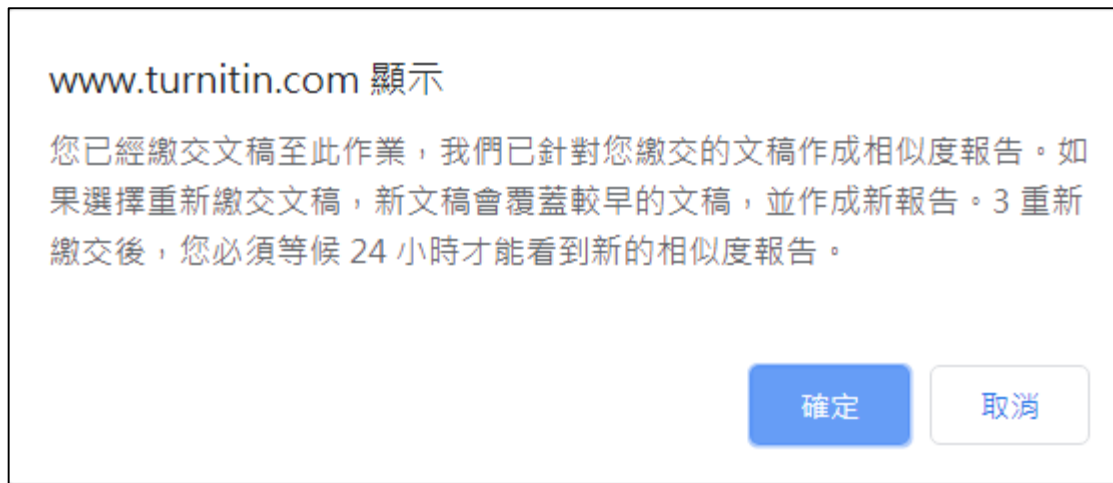 www.turnitin.com 顯示
您已經繳交文稿至此作業，我們已針對您繳交的文稿作成相似度報告。如
果選擇重新繳交文稿，新文稿會覆蓋較早的文稿，並作成新報告。3 重新
繳交後，您必須等候 24 小時才能看到新的相似度報告。
確定
取消